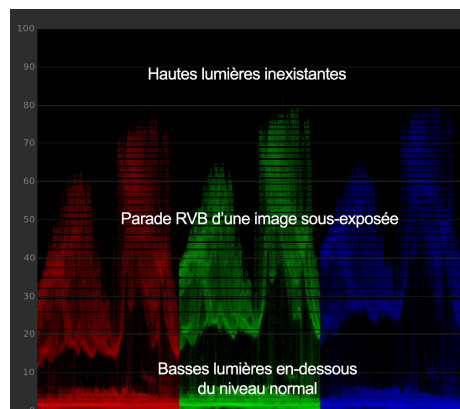 100
90
Hautes lumières inexistantes
80
70
60
50
Parade RVB d'une image sous-exposée
40
30
20
10
Basses lumières en-dessous
du niveau normal
0